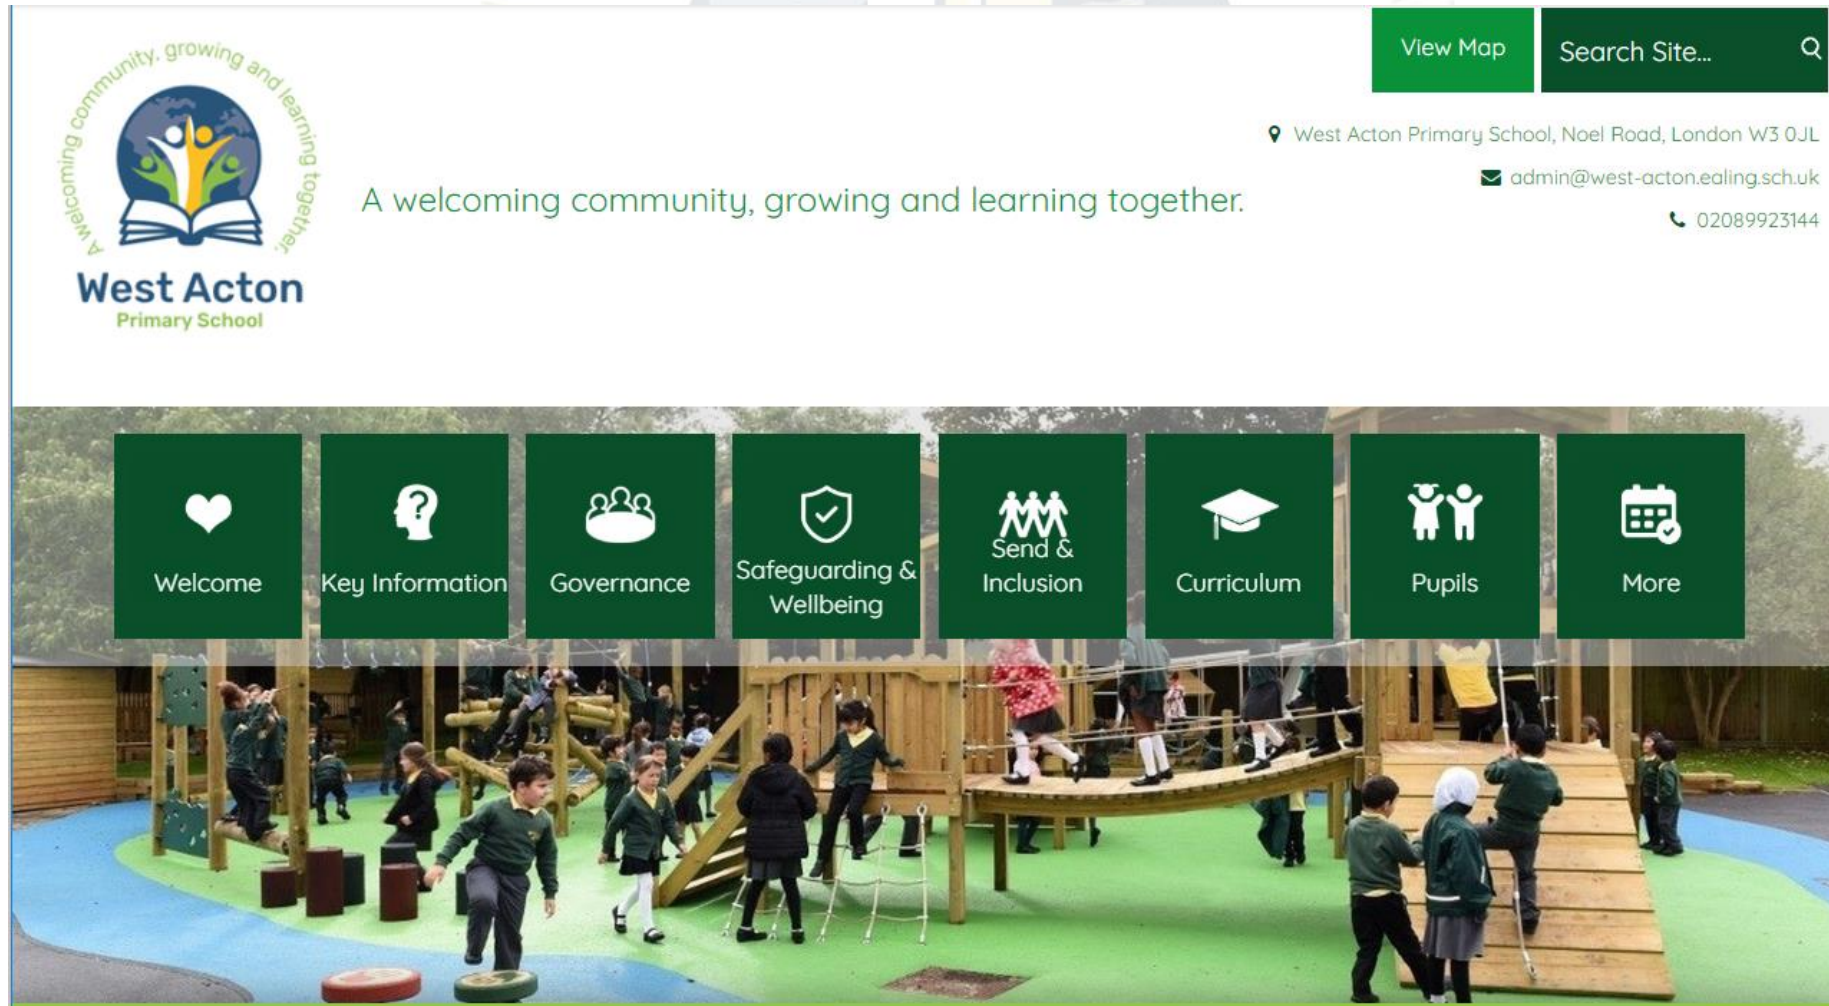 View Map
Search Site...
A welcoming community, growing and learning together.
West Acton
Primary School
A welcoming community, growing and learning together.
West Acton Primary School, Noel Road, London W3 0JL
admin@west-acton.ealing.sch.uk
02089923144
Welcome
Key Information
Governance
Safeguarding &
Wellbeing
Send &
Inclusion
Curriculum
Pupils
More